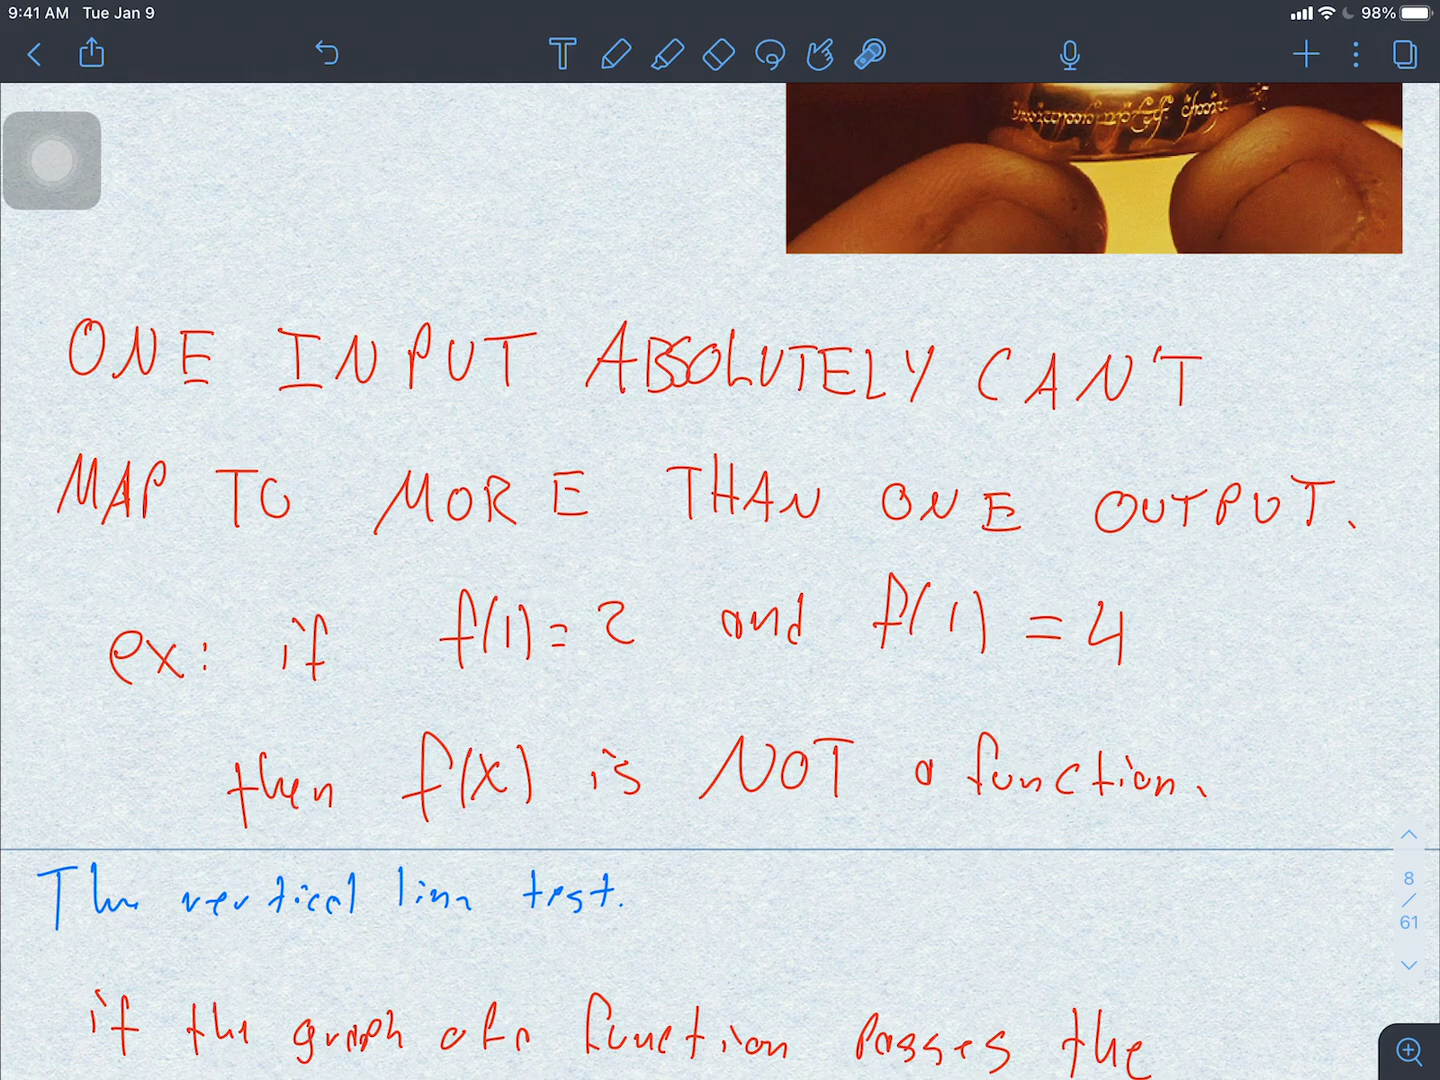 9:41 AM Tue Jan 9
98%
ONE INPUT ABSOLUTELY CAN'T
MAP TO MORE THAN ONE OUTPUT.
ex: if f(1) = 2 and f(1) = 4
then f(x) is NOT a function.
The vertical line test.
8
/
61
if the graph of a function passes the